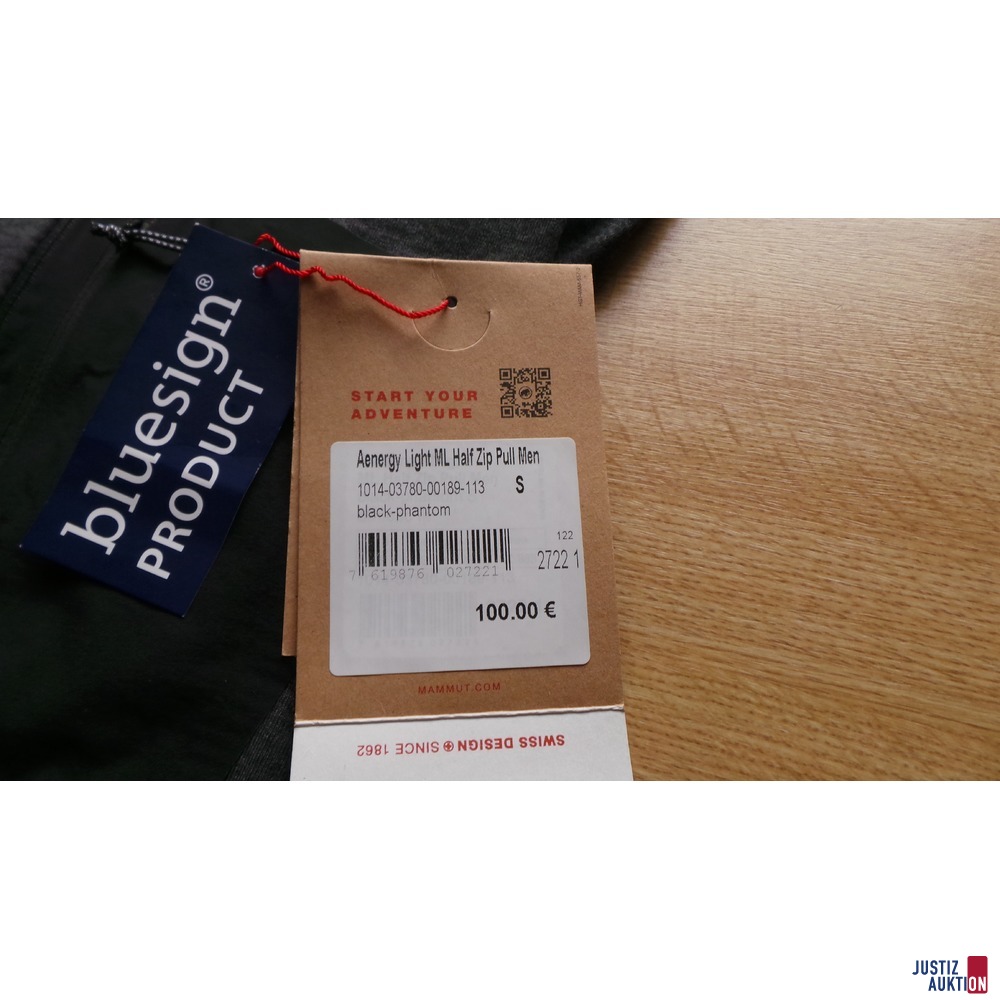 bluesign®
PRODUCT
START YOUR
ADVENTURE
Aenergy Light ML Half Zip Pull Men
1014-03780-00189-113 S
black-phantom
122
2722 1
7 619876 027221
100.00 €
MAMMUT.COM
SWISS DESIGN SINCE 1862
JUSTIZ
AUKTION